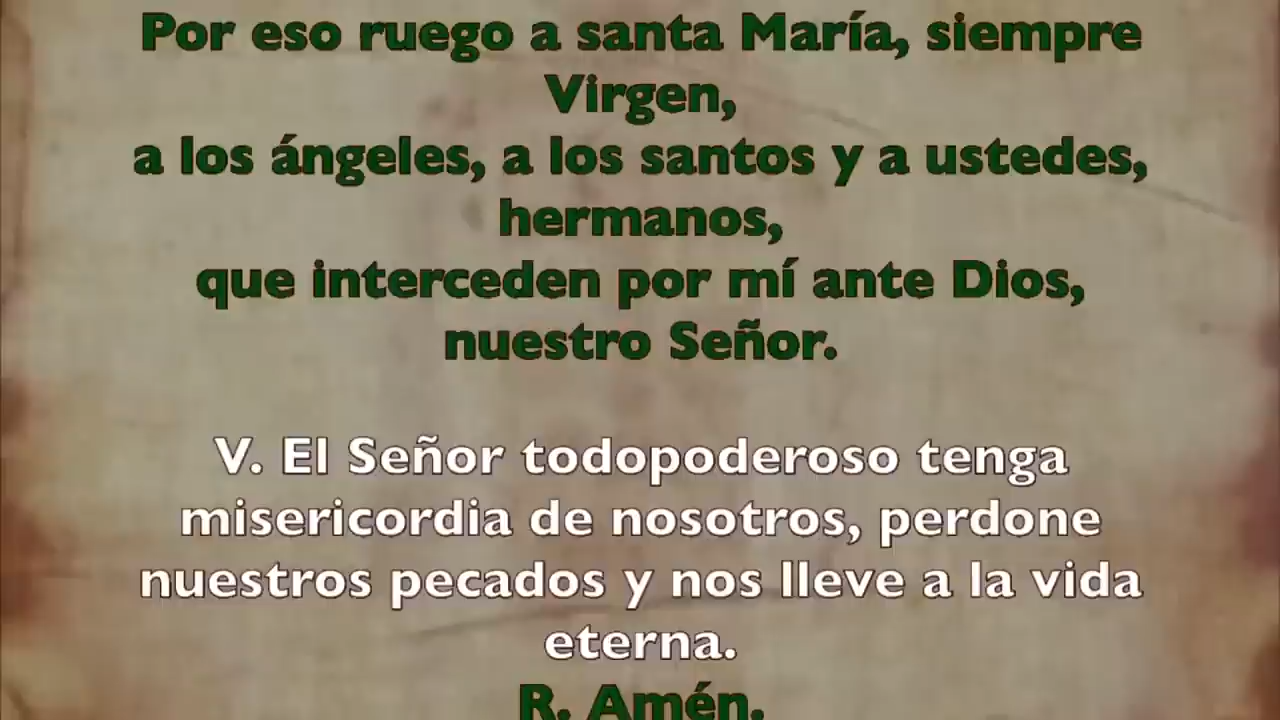 Por eso ruego a santa María, siempre
Virgen,
a los ángeles, a los santos y a ustedes,
hermanos,
que interceden por mí ante Dios,
nuestro Señor.
V. El Señor todopoderoso tenga
misericordia de nosotros, perdone
nuestros pecados y nos lleve a la vida
eterna.
R. Amén.